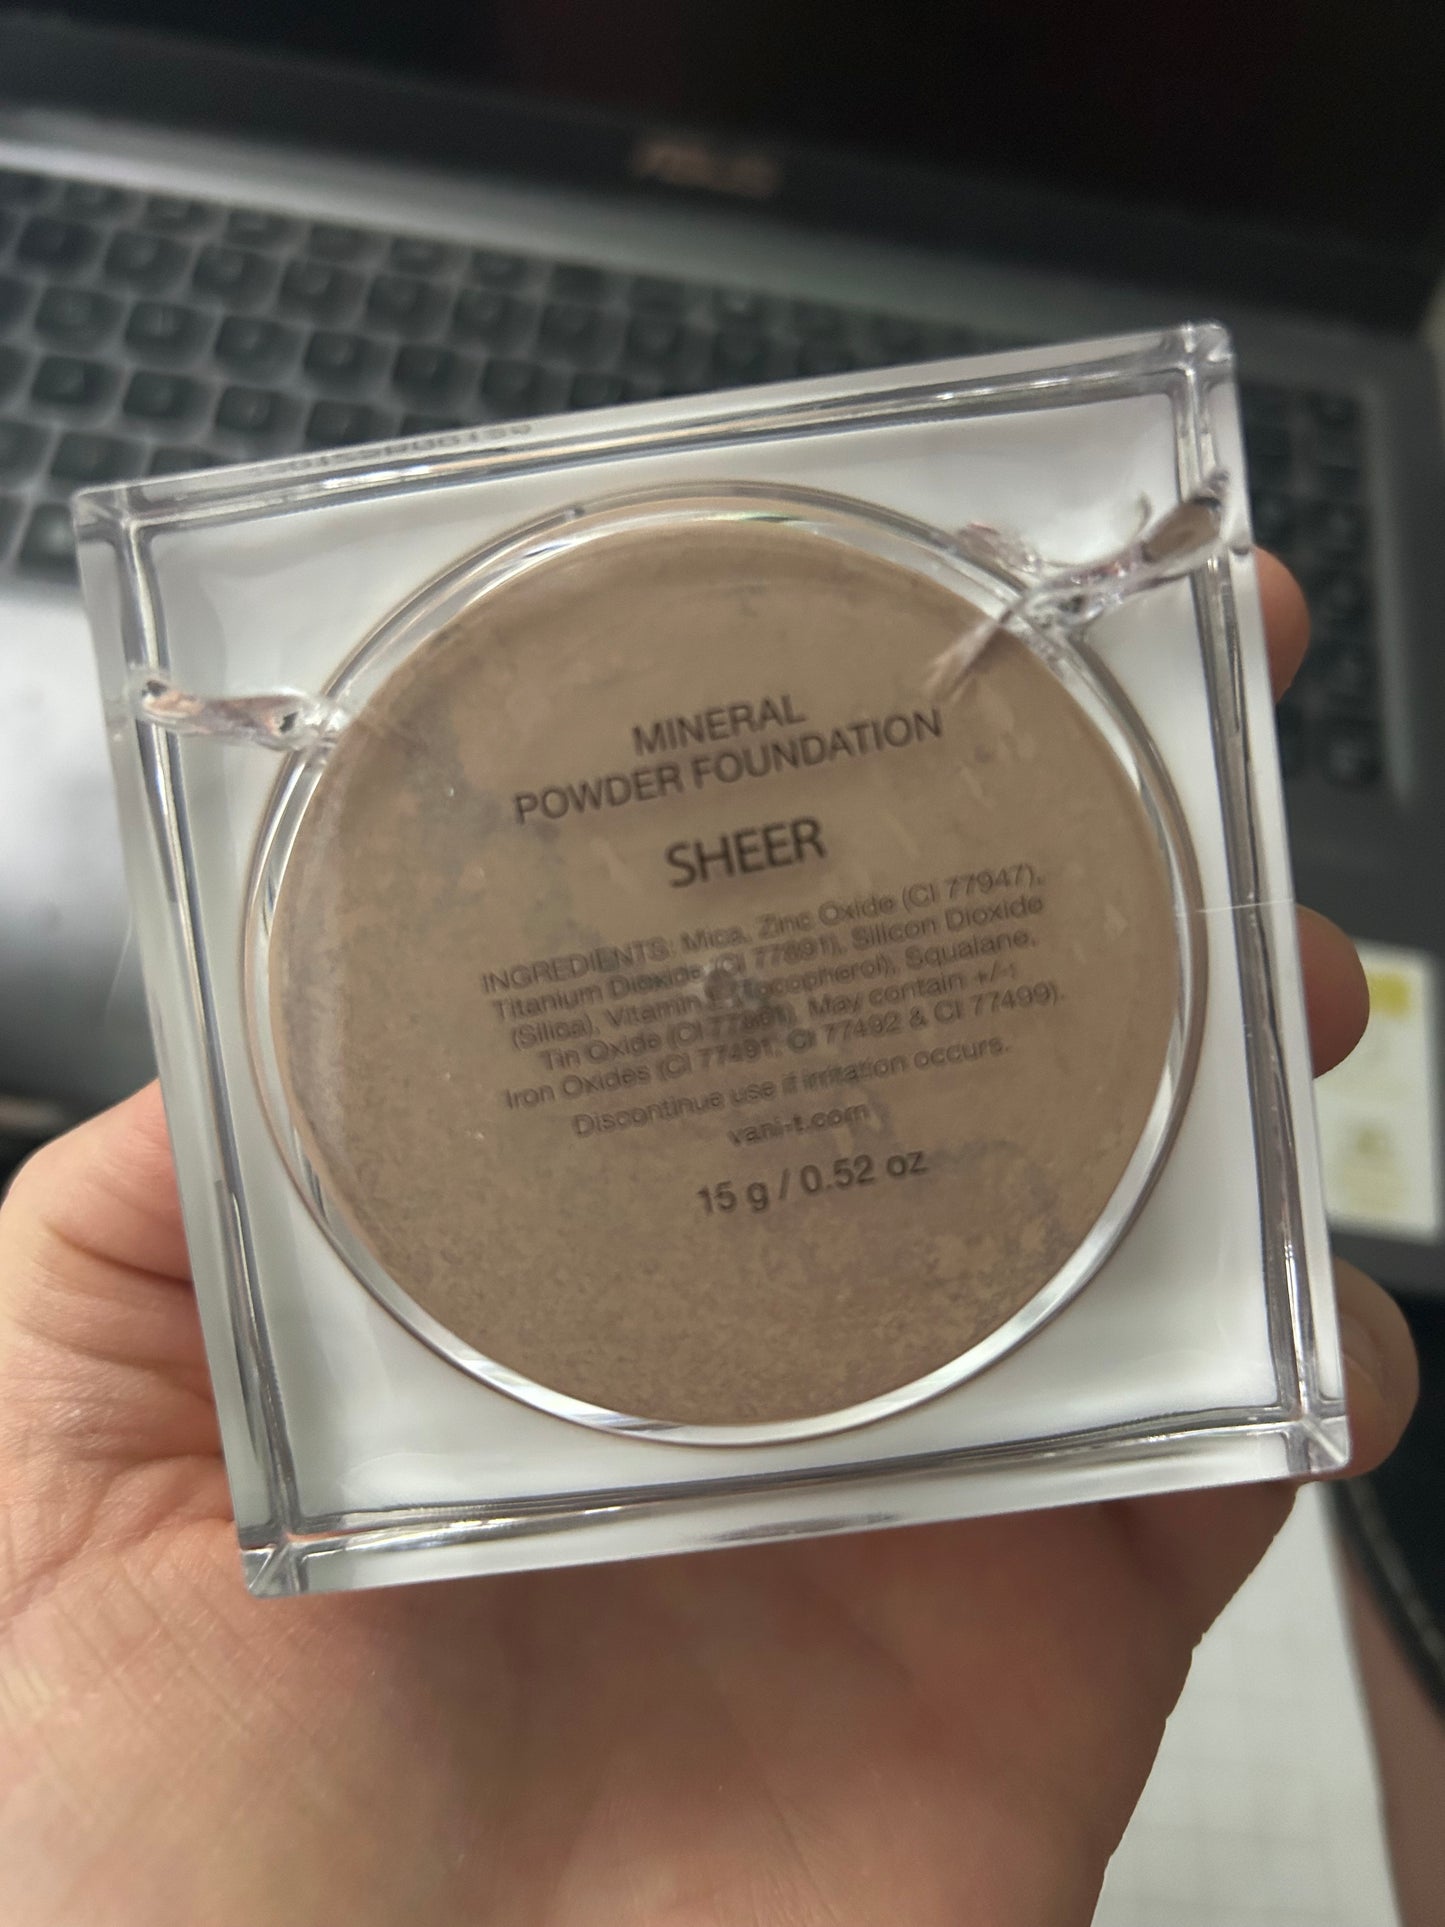 ASUS
MINERAL
POWDER FOUNDATION
SHEER
INGREDIENTS: Mica, Zinc Oxide (CI 77947),
Titanium Dioxide (CI 77891), Silicon Dioxide
(Silica), Vitamin E (Tocopherol), Squalane,
Tin Oxide (CI 77861). May contain +/-:
Iron Oxides (CI 77491, CI 77492 & CI 77499).
Discontinue use if irritation occurs.
vani-t.com
15 g / 0.52 oz